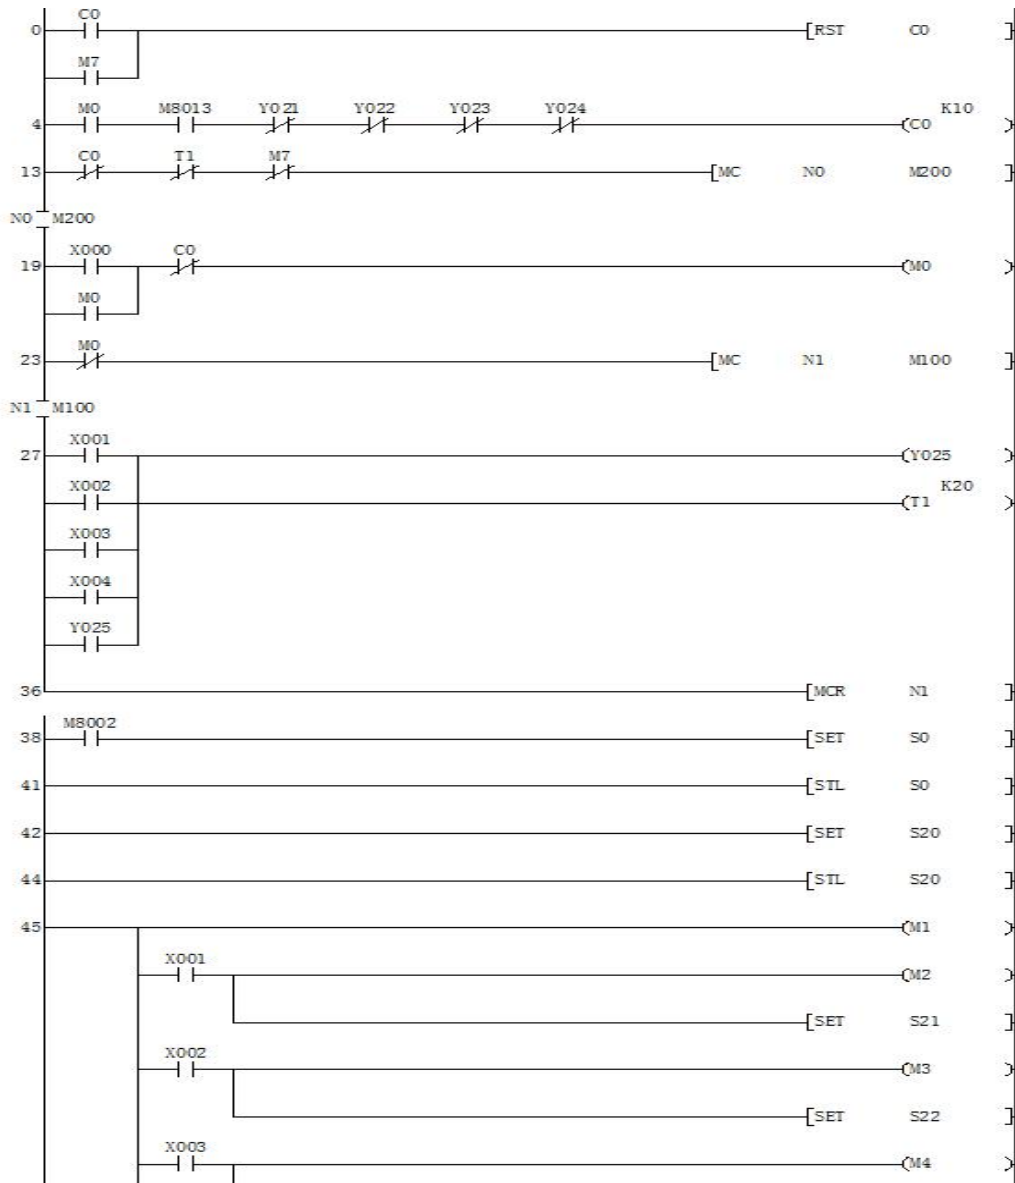 C0
0 RST C0
M7
M0 M8013 Y021 Y022 Y023 Y024 K10
4 C0
C0 T1 M7
13 MC N0 M200
N0 M200
X000 C0
19 M0
M0
M0
23 MC N1 M100
N1 M100
X001
27 Y025
X002 K20
T1
X003
X004
Y025
36 MCR N1
M8002
38 SET S0
41 STL S0
42 SET S20
44 STL S20
45 M1
X001
M2
SET S21
X002
M3
SET S22
X003
M4